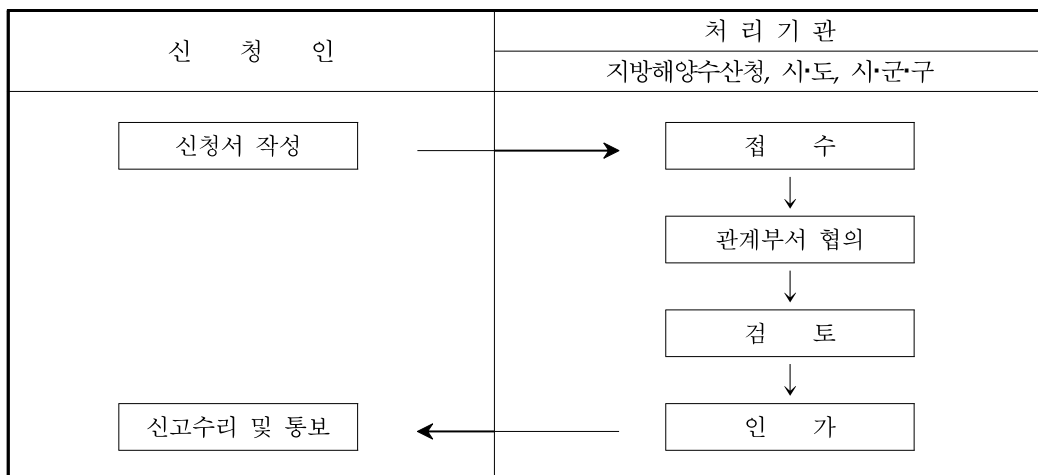 신 청 인
처 리 기 관
지방해양수산청, 시·도, 시·군·구
신청서 작성
접 수
관계부서 협의
검 토
신고수리 및 통보
인 가